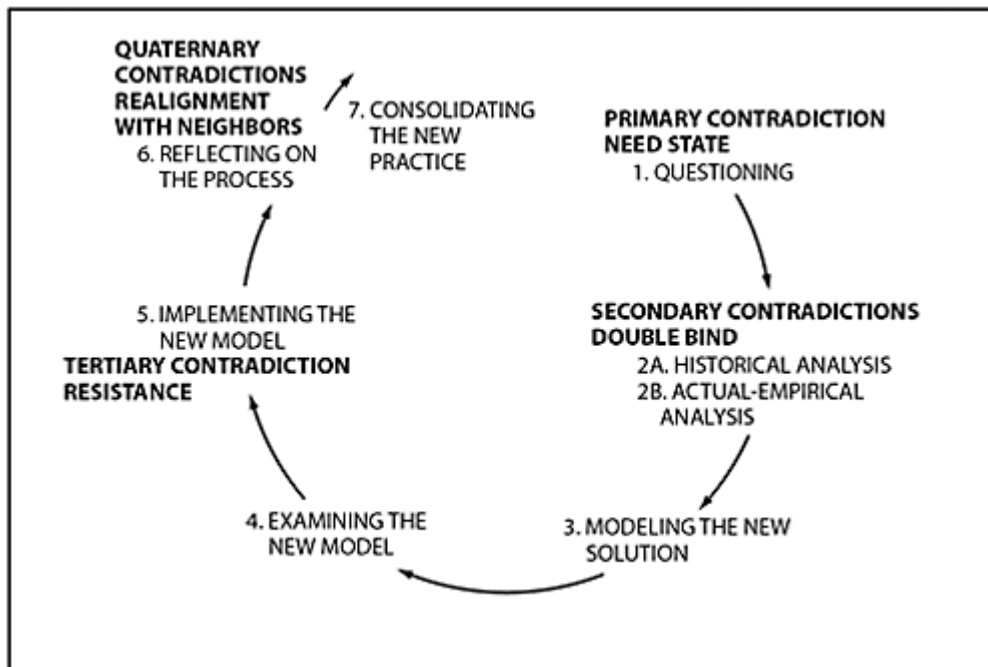 PRIMARY CONTRADICTION
NEED STATE
1. QUESTIONING
SECONDARY CONTRADICTIONS
DOUBLE BIND
2A. HISTORICAL ANALYSIS
2B. ACTUAL-EMPIRICAL
ANALYSIS
3. MODELING THE NEW
SOLUTION
4. EXAMINING THE
NEW MODEL
5. IMPLEMENTING THE
NEW MODEL
TERTIARY CONTRADICTION
RESISTANCE
QUATERNARY
CONTRADICTIONS
REALIGNMENT
WITH NEIGHBORS
6. REFLECTING ON
THE PROCESS
7. CONSOLIDATING
THE NEW
PRACTICE